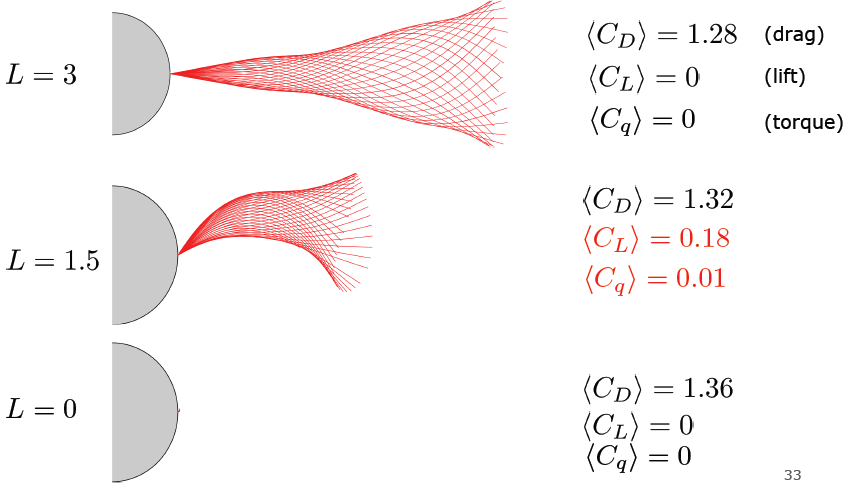 L = 3
⟨C_D⟩ = 1.28 (drag)
⟨C_L⟩ = 0 (lift)
⟨C_q⟩ = 0 (torque)
L = 1.5
⟨C_D⟩ = 1.32
⟨C_L⟩ = 0.18
⟨C_q⟩ = 0.01
L = 0
⟨C_D⟩ = 1.36
⟨C_L⟩ = 0
⟨C_q⟩ = 0
33